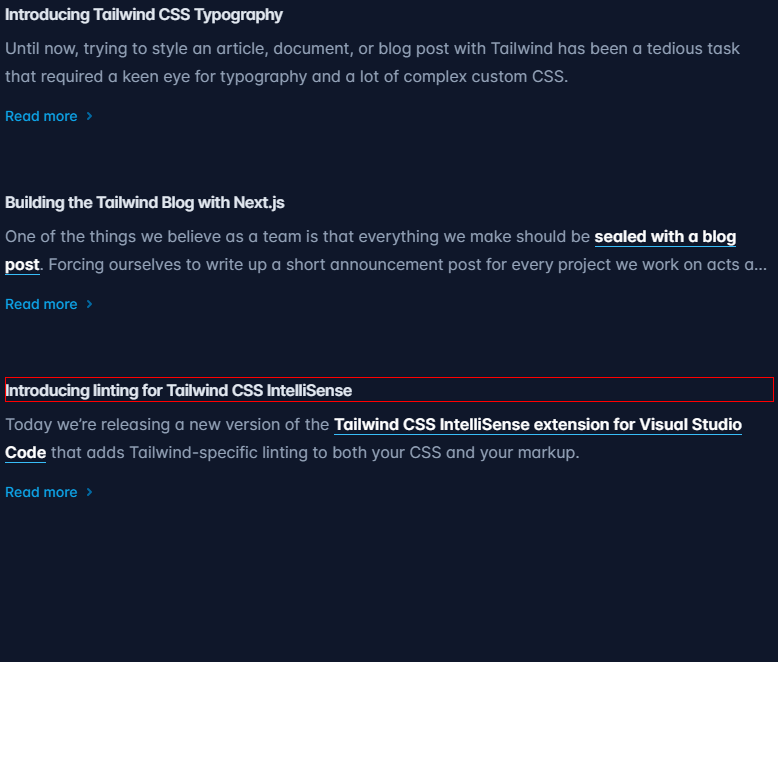 Introducing Tailwind CSS Typography
Until now, trying to style an article, document, or blog post with Tailwind has been a tedious task
that required a keen eye for typography and a lot of complex custom CSS.
Read more
Building the Tailwind Blog with Next.js
One of the things we believe as a team is that everything we make should be sealed with a blog
post. Forcing ourselves to write up a short announcement post for every project we work on acts a...
Read more
Introducing linting for Tailwind CSS IntelliSense
Today we’re releasing a new version of the Tailwind CSS IntelliSense extension for Visual Studio
Code that adds Tailwind-specific linting to both your CSS and your markup.
Read more